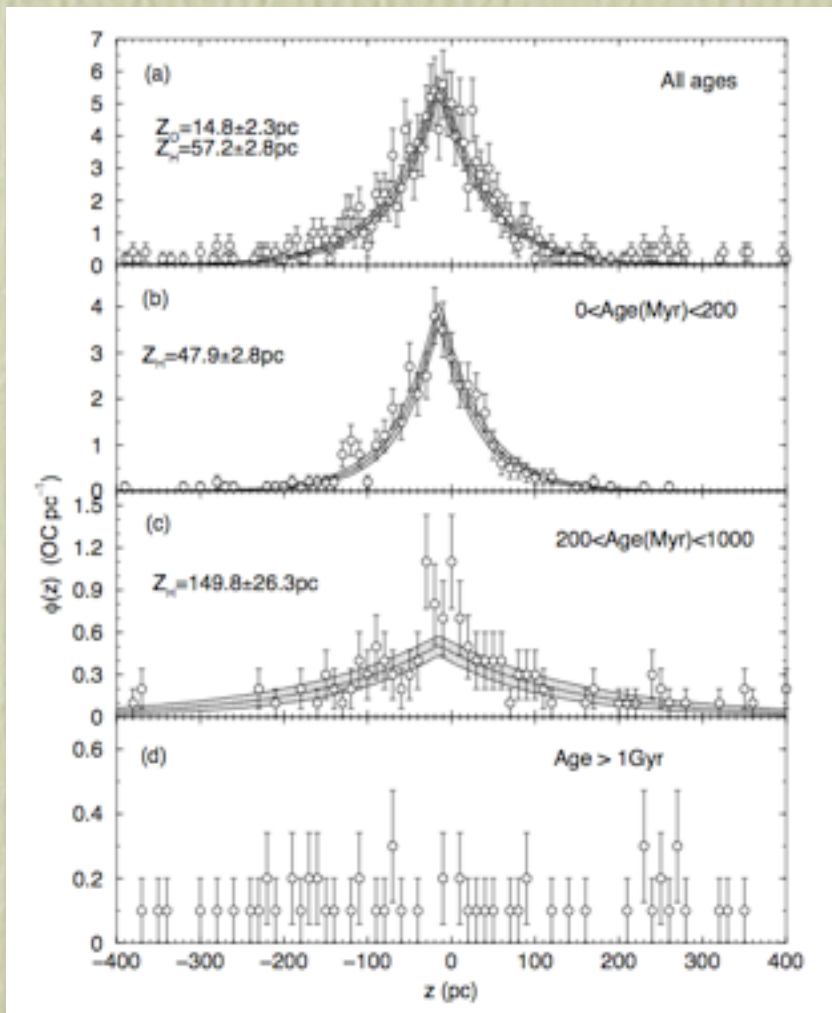 (a)
All ages
Z₀=14.8±2.3pc
Z_H=57.2±2.8pc
7
6
5
4
3
2
1
0
(b)
0<Age(Myr)<200
Z_H=47.9±2.8pc
4
3
2
1
0
(c)
200<Age(Myr)<1000
Z_H=149.8±26.3pc
1.5
1.2
0.9
0.6
0.3
0
(d)
Age > 1Gyr
0.6
0.4
0.2
0
φ(z) (OC pc⁻¹)
−400 −300 −200 −100 0 100 200 300 400
z (pc)